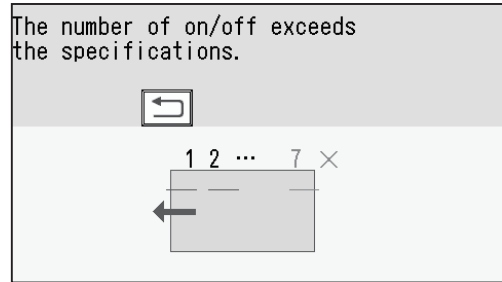 The number of on/off exceeds
the specifications.
1 2 … 7 ×